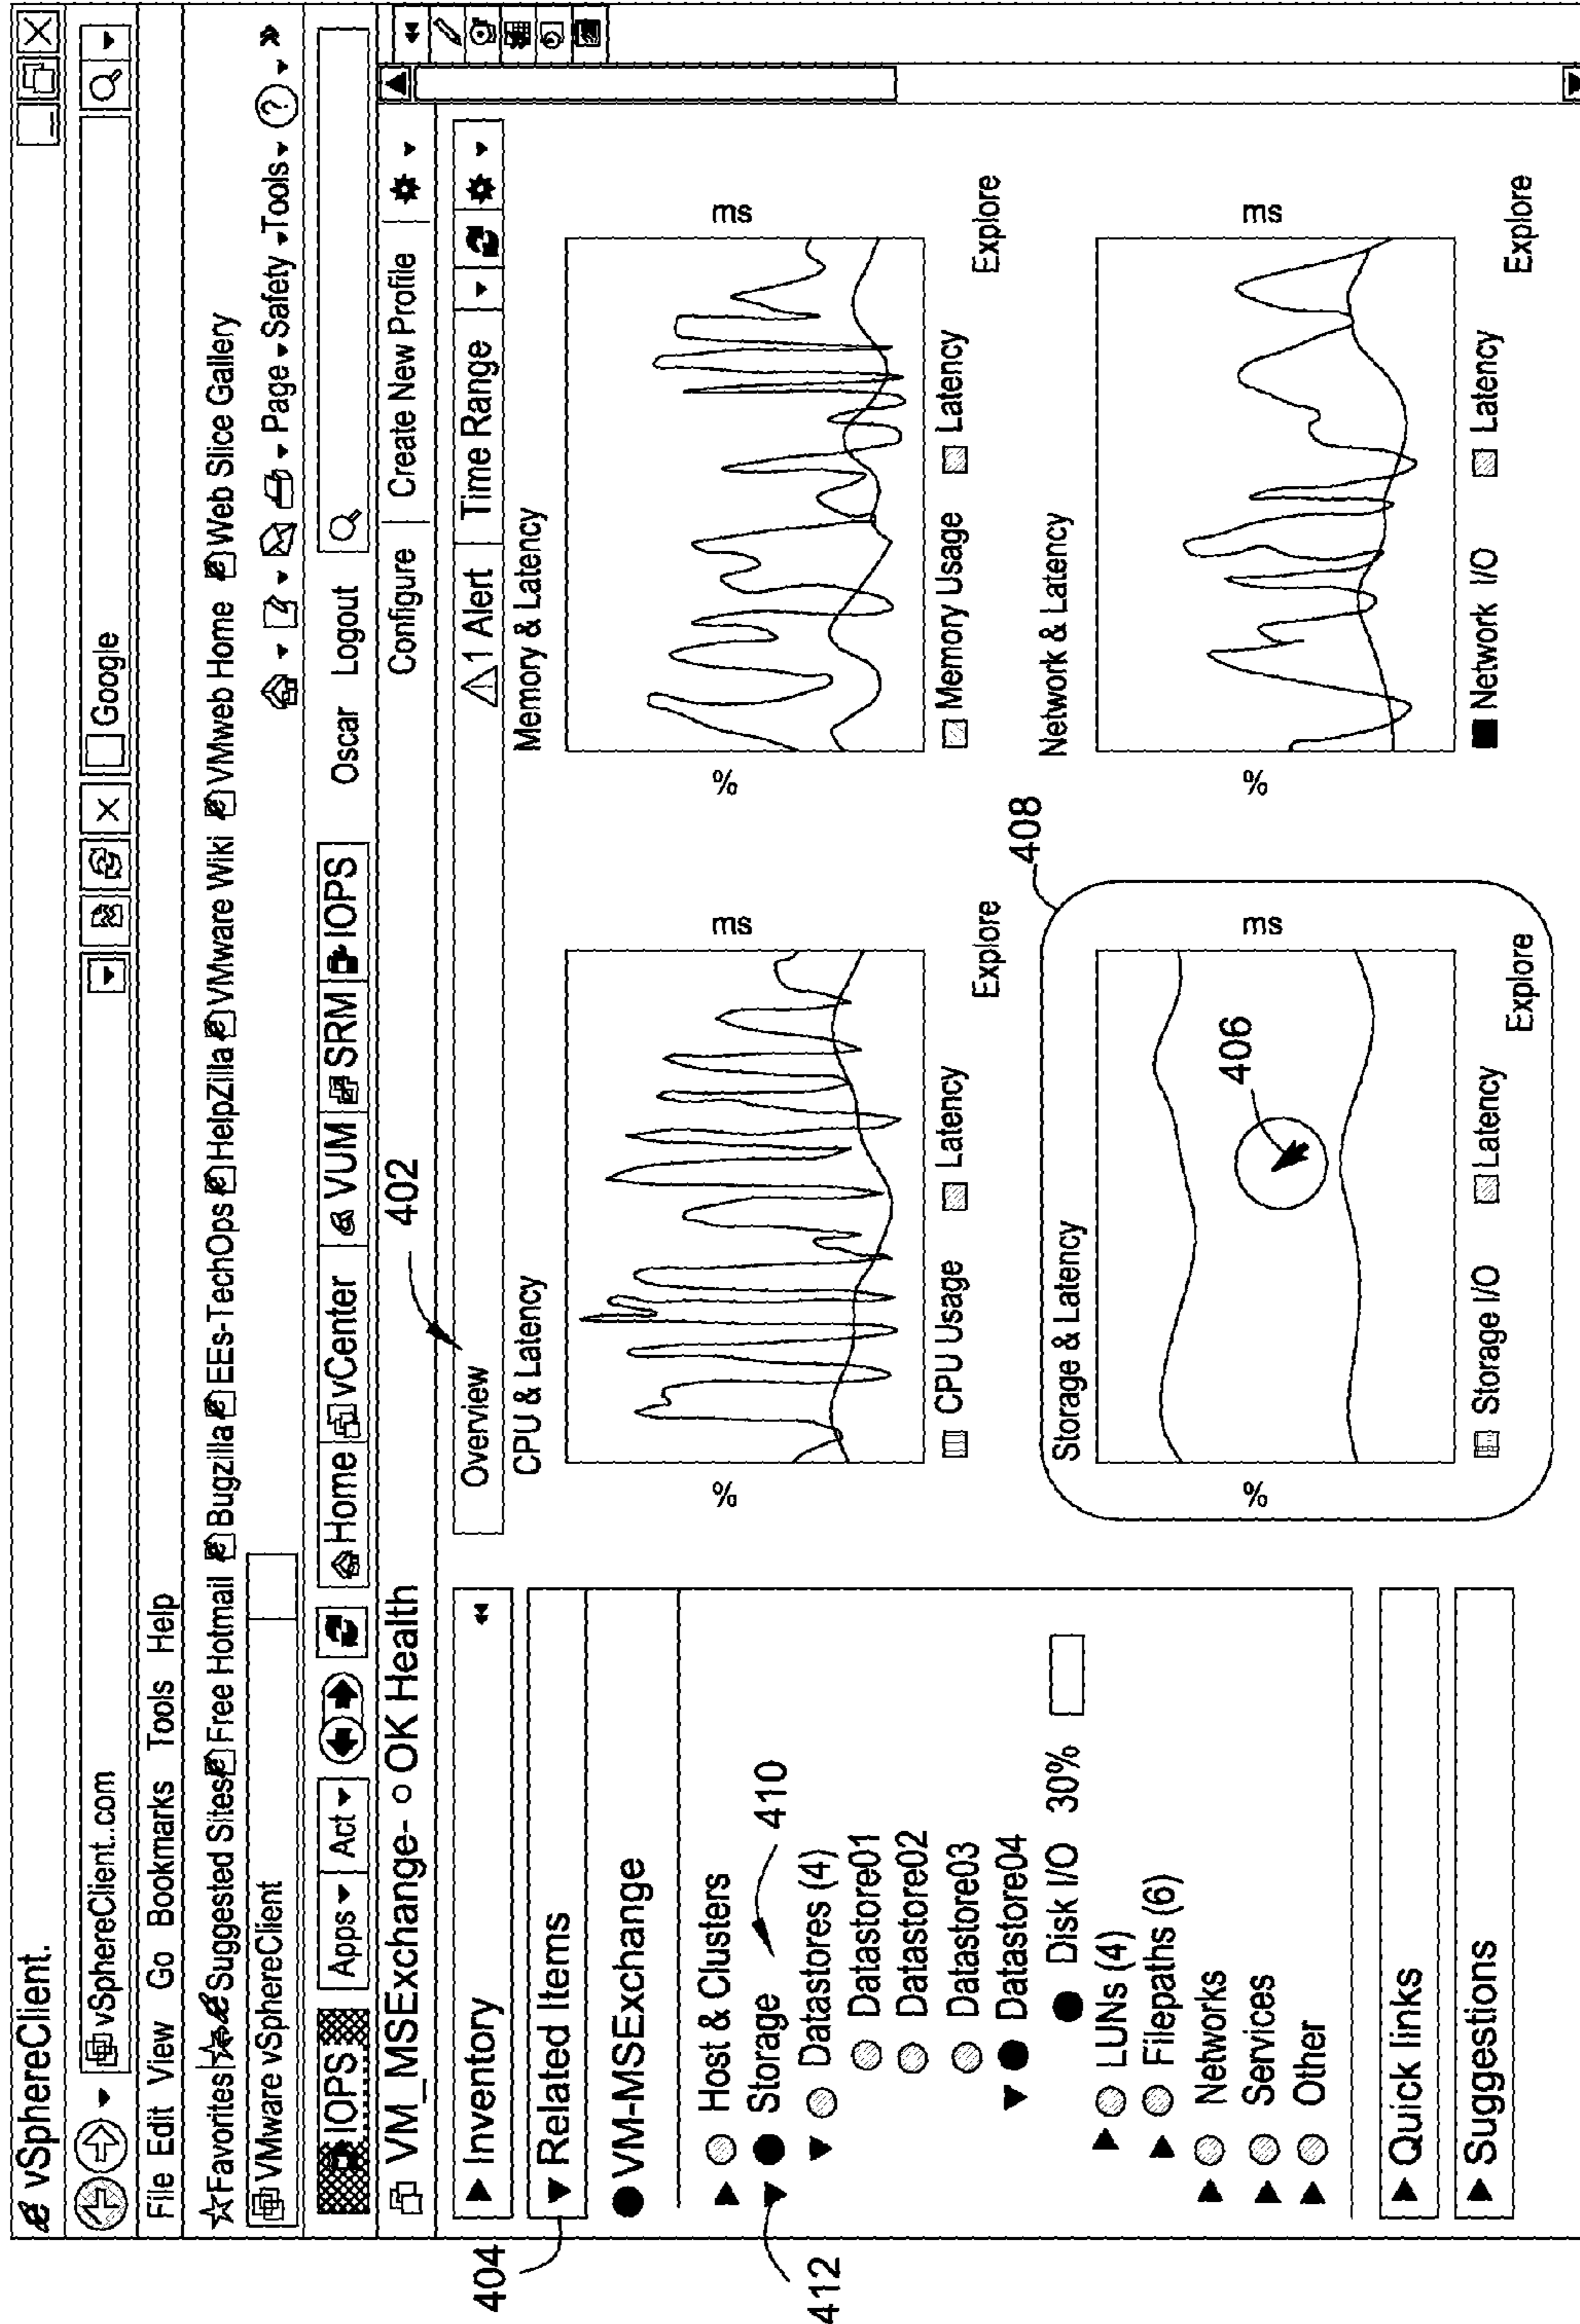 vSphereClient.
vSphereClient..com
Google
File Edit View Go Bookmarks Tools Help
Favorites Suggested Sites Free Hotmail Bugzilla EEs-TechOps HelpZilla VMware Wiki VMweb Home Web Slice Gallery
VMware vSphereClient
Page Safety Tools ?
IOPS Apps Act Home vCenter VUM SRM IOPS Oscar Logout
VM_MSExchange- OK Health Configure Create New Profile
402
Overview 1 Alert Time Range
404
Inventory
Related Items
VM-MSExchange
Host & Clusters
Storage
410
412
Datastores (4)
Datastore01
Datastore02
Datastore03
Datastore04
Disk I/O 30%
LUNs (4)
Filepaths (6)
Networks
Services
Other
Quick links
Suggestions
CPU & Latency
% ms
CPU Usage Latency
Explore
Memory & Latency
% ms
Memory Usage Latency
Explore
408
Storage & Latency
% ms
406
Storage I/O Latency
Explore
Network & Latency
% ms
Network I/O Latency
Explore